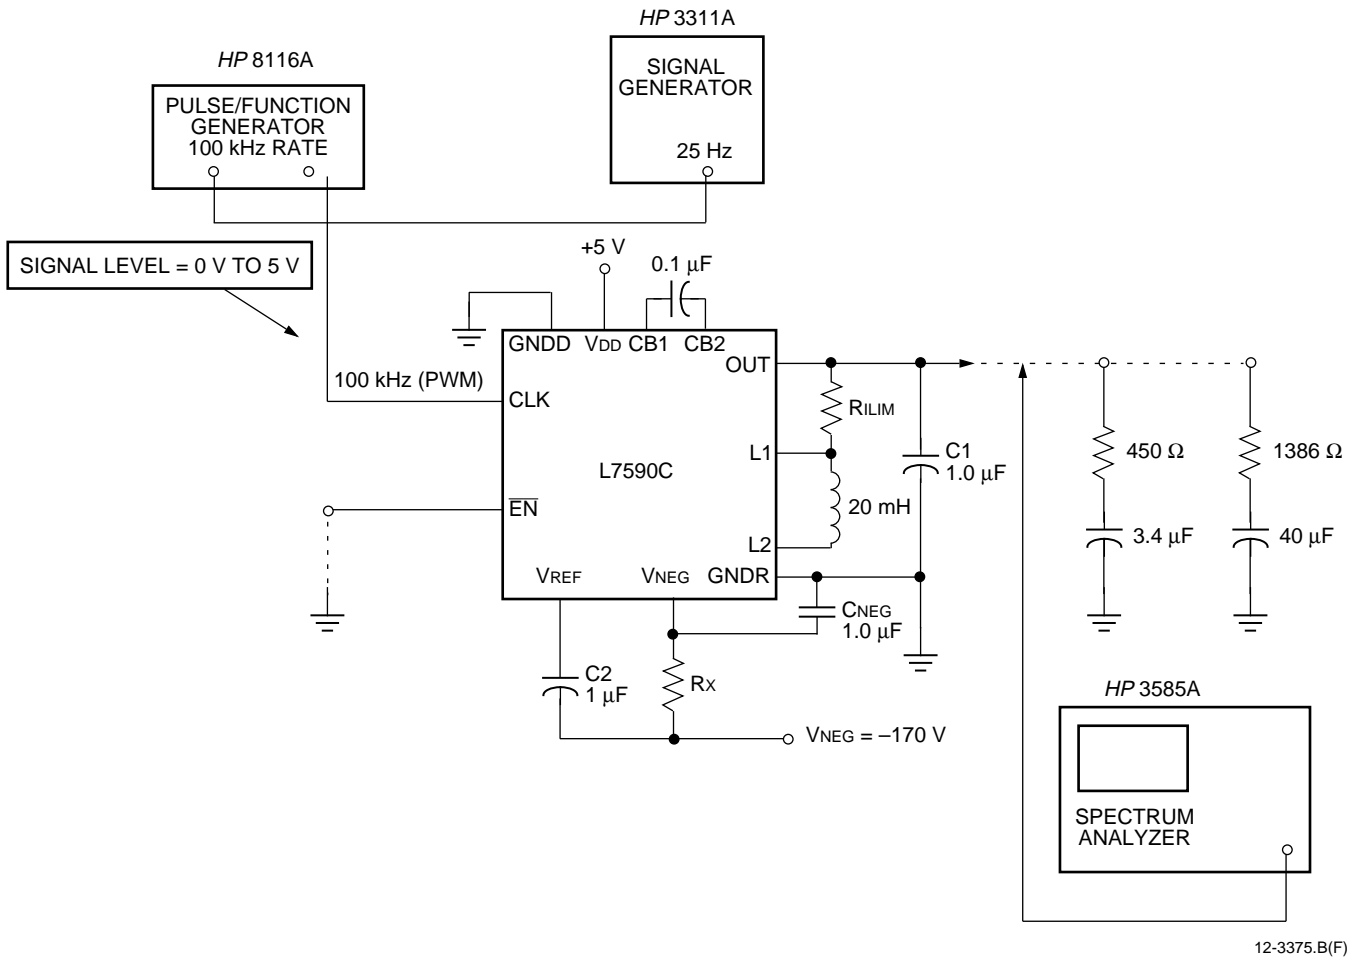 HP 3311A
HP 8116A
SIGNAL
GENERATOR
25 Hz
PULSE/FUNCTION
GENERATOR
100 kHz RATE
SIGNAL LEVEL = 0 V TO 5 V
+5 V
0.1 μF
GNDD
VDD
CB1
CB2
OUT
100 kHz (PWM)
CLK
RILIM
L1
C1
1.0 μF
450 Ω
1386 Ω
L7590C
20 mH
EN
L2
3.4 μF
40 μF
VREF
VNEG
GNDR
CNEG
1.0 μF
C2
1 μF
RX
VNEG = –170 V
HP 3585A
SPECTRUM
ANALYZER
12-3375.B(F)